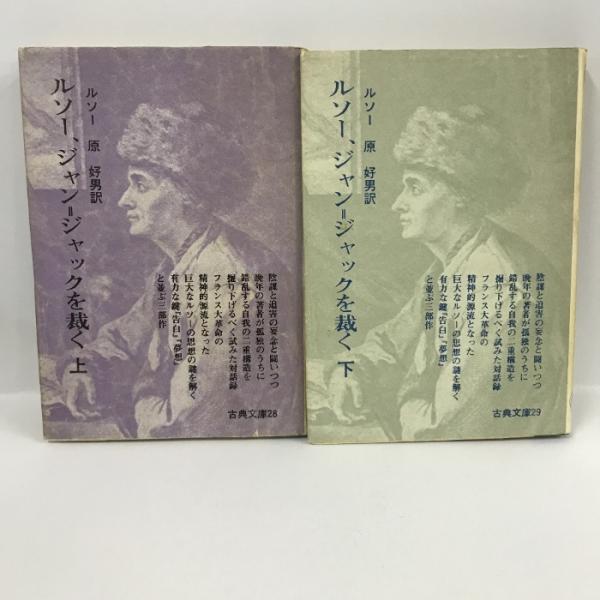 ルソー、ジャン=ジャックを裁く 上
ルソー 原 好男訳
陰謀と迫害の妄念と闘いつつ
晩年の著者が孤独のうちに
錯乱する自我の二重構造を
掘り下げるべく試みた対話録
フランス大革命の
精神的源流となった
巨大なルソーの思想の謎を解く
有力な鍵『告白』『夢想』
と並ぶ三部作
古典文庫28
ルソー、ジャン=ジャックを裁く 下
ルソー 原 好男訳
陰謀と迫害の妄念と闘いつつ
晩年の著者が孤独のうちに
錯乱する自我の二重構造を
掘り下げるべく試みた対話録
フランス大革命の
精神的源流となった
巨大なルソーの思想の謎を解く
有力な鍵『告白』『夢想』
と並ぶ三部作
古典文庫29